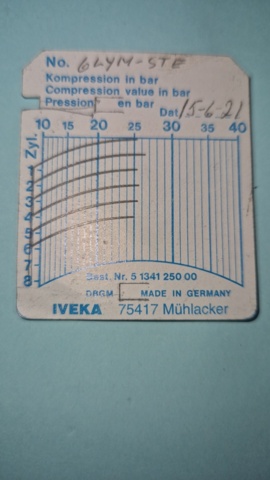 No. 6LYM-STE
Kompression in bar
Compression value in bar
Pression en bar Dat 15-6-21
10 15 20 25 30 35 40
Zyl.
1
2
3
4
5
6
7
8
Best. Nr. 5 1341 250 00
DRGM MADE IN GERMANY
IVEKA 75417 Mühlacker